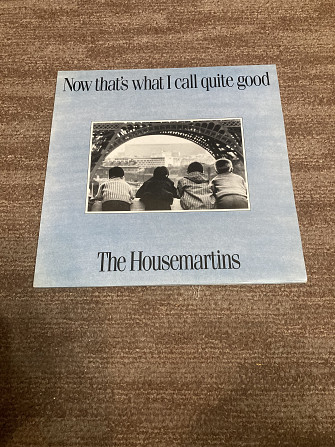 Now that's what I call quite good
The Housemartins